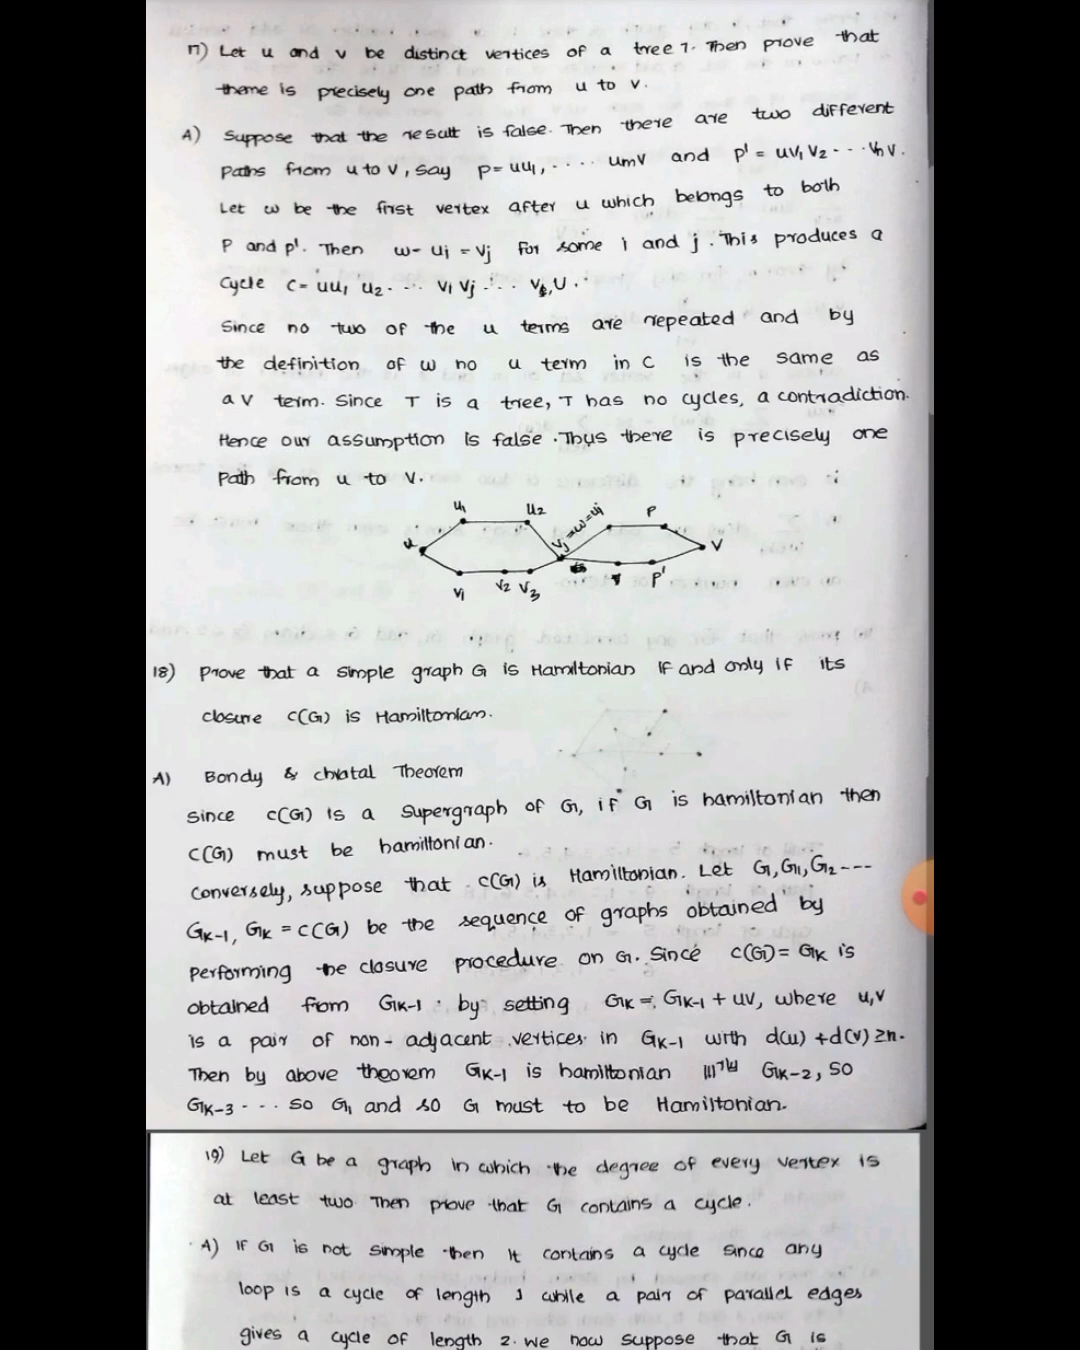 17) Let u and v be distinct vertices of a tree T. Then prove that
there is precisely one path from u to v.
A) Suppose that the result is false. Then there are two different
Paths from u to v, say p= uu1, .... umv and p' = uv1 v2 --- vnv.
Let w be the first vertex after u which belongs to both
P and p'. Then w- ui = vj for some i and j. This produces a
Cycle C= uu1 u2.... vi vj .... v1,u.
Since no two of the u terms are repeated and by
the definition of w no u term in C is the same as
a v term. Since T is a tree, T has no cycles, a contradiction.
Hence our assumption is false. Thus there is precisely one
Path from u to v.
u1 u2 vj =w=ui P
u v
v1 v2 v3 P'
18) Prove that a simple graph G is Hamiltonian if and only if its
closure c(G) is Hamiltonian.
A) Bondy & chvatal Theorem
Since c(G) is a Supergraph of G, if G is hamiltonian then
C(G) must be hamiltonian.
Conversely, suppose that c(G) is Hamiltonian. Let G, G1, G2 ---
GK-1, GK = C(G) be the sequence of graphs obtained by
performing the closure procedure on G. Since c(G) = GK is
obtained from GK-1 by setting GK = GK-1 + uv, where u,v
is a pair of non-adjacent vertices in GK-1 with d(u) +d(v) ≥n.
Then by above theorem GK-1 is hamiltonian |||ly GK-2, so
GK-3 --- so G1 and so G must to be Hamiltonian.
19) Let G be a graph in which the degree of every vertex is
at least two Then prove that G contains a cycle.
A) If G is not simple then it contains a cycle since any
loop is a cycle of length 1 while a pair of parallel edges
gives a cycle of length 2. we now suppose that G is